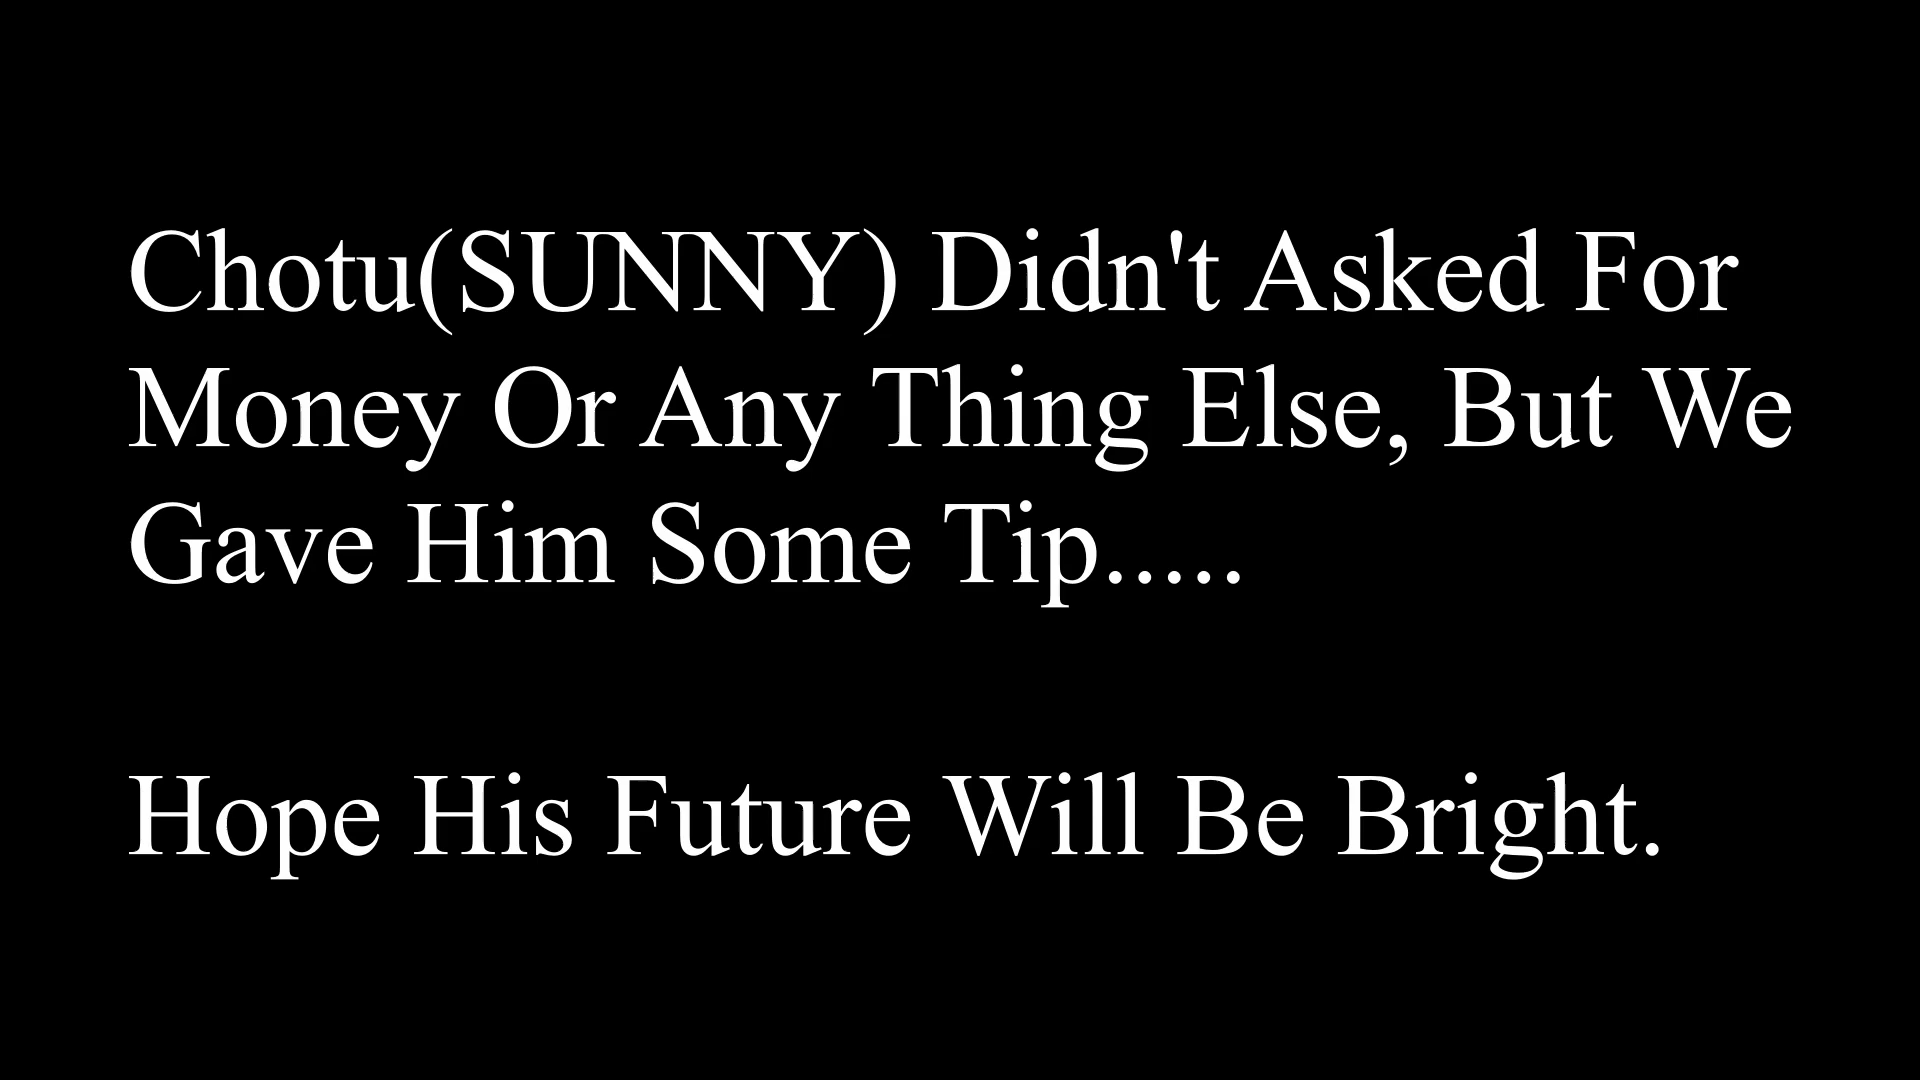 Chotu(SUNNY) Didn't Asked For
Money Or Any Thing Else, But We
Gave Him Some Tip.....
Hope His Future Will Be Bright.